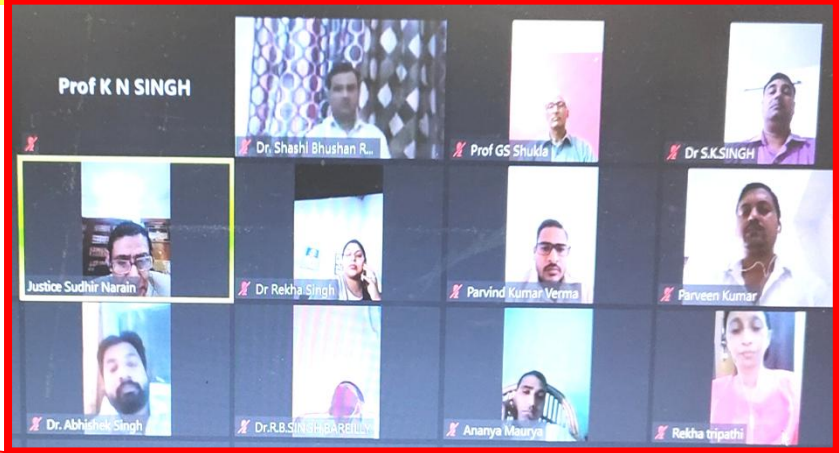 Prof K N SINGH
Dr. Shashi Bhushan R...
Prof GS Shukla
Dr S.K.SINGH
Justice Sudhir Narain
Dr Rekha Singh
Parvind Kumar Verma
Parveen Kumar
Dr. Abhishek Singh
Dr.R.B.SINGH BAREILLY
Ananya Maurya
Rekha tripathi